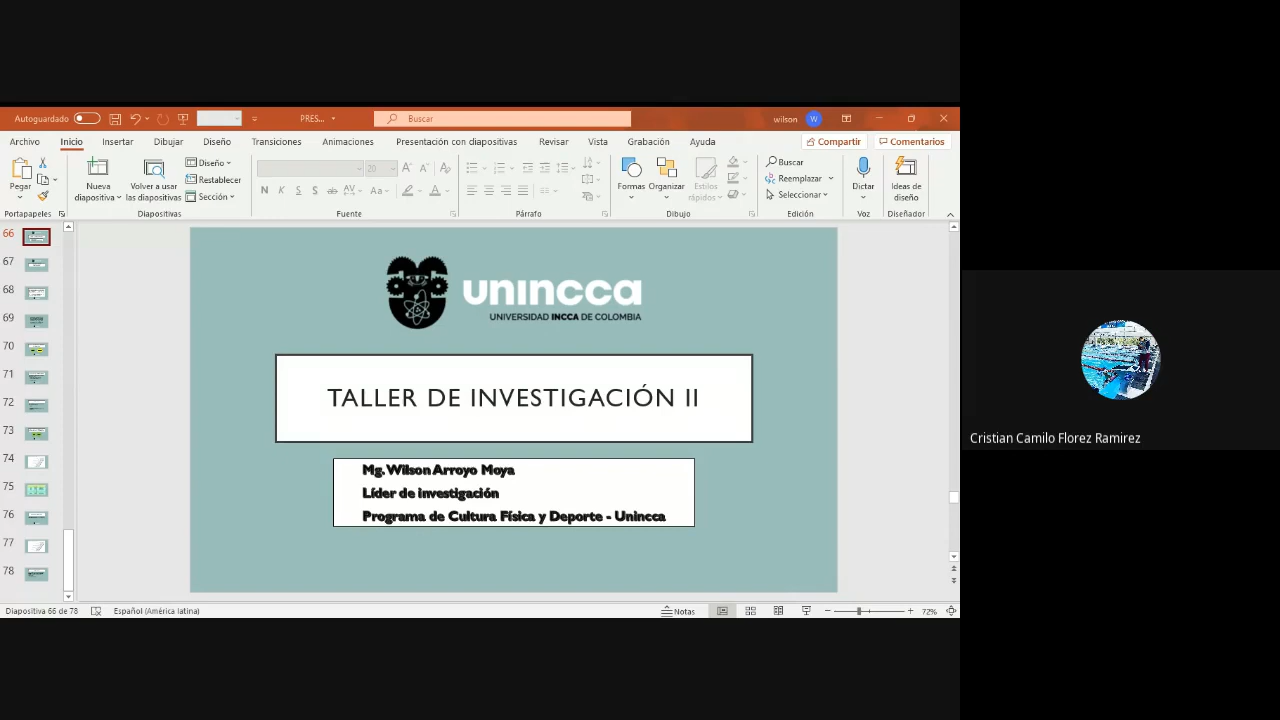 Autoguardado
PRES...
Buscar
wilson
W
Archivo Inicio Insertar Dibujar Diseño Transiciones Animaciones Presentación con diapositivas Revisar Vista Grabación Ayuda Compartir Comentarios
Pegar
Nueva diapositiva
Volver a usar las diapositivas
Diseño
Restablecer
Sección
20
N K S S ab AV Aa A
Formas
Organizar
Estilos rápidos
Buscar
Reemplazar
Seleccionar
Dictar
Ideas de diseño
Portapapeles Diapositivas Fuente Párrafo Dibujo Edición Voz Diseñador
66
67
68
69
70
71
72
73
74
75
76
77
78
unincca
UNIVERSIDAD INCCA DE COLOMBIA
TALLER DE INVESTIGACIÓN II
Mg. Wilson Arroyo Moya
Líder de investigación
Programa de Cultura Física y Deporte - Unincca
Cristian Camilo Florez Ramirez
Diapositiva 66 de 78 Español (América latina) Notas 72%